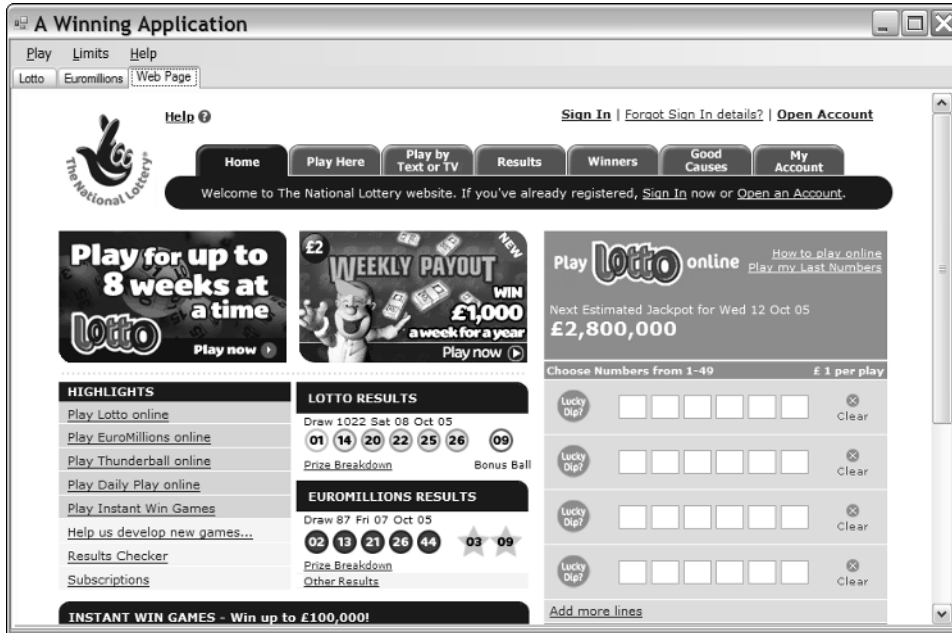 A Winning Application
Play Limits Help
Lotto Euromillions Web Page
The National Lottery®
Help ?
Sign In | Forgot Sign In details? | Open Account
Home
Play Here
Play by
Text or TV
Results
Winners
Good
Causes
My
Account
Welcome to The National Lottery website. If you've already registered, Sign In now or Open an Account.
Play for up to
8 weeks at
a time
Lotto
Play now
£2
WEEKLY PAYOUT
NEW
WIN
£1,000
a week for a year
Play now
Play Lotto online
How to play online
Play my Last Numbers
Next Estimated Jackpot for Wed 12 Oct 05
£2,800,000
Choose Numbers from 1-49 £ 1 per play
Lucky
Dip?
Clear
Lucky
Dip?
Clear
Lucky
Dip?
Clear
Lucky
Dip?
Clear
Add more lines
HIGHLIGHTS
Play Lotto online
Play EuroMillions online
Play Thunderball online
Play Daily Play online
Play Instant Win Games
Help us develop new games...
Results Checker
Subscriptions
LOTTO RESULTS
Draw 1022 Sat 08 Oct 05
01 14 20 22 25 26 09
Prize Breakdown Bonus Ball
EUROMILLIONS RESULTS
Draw 87 Fri 07 Oct 05
02 13 21 26 44 03 09
Prize Breakdown
Other Results
INSTANT WIN GAMES - Win up to £100,000!